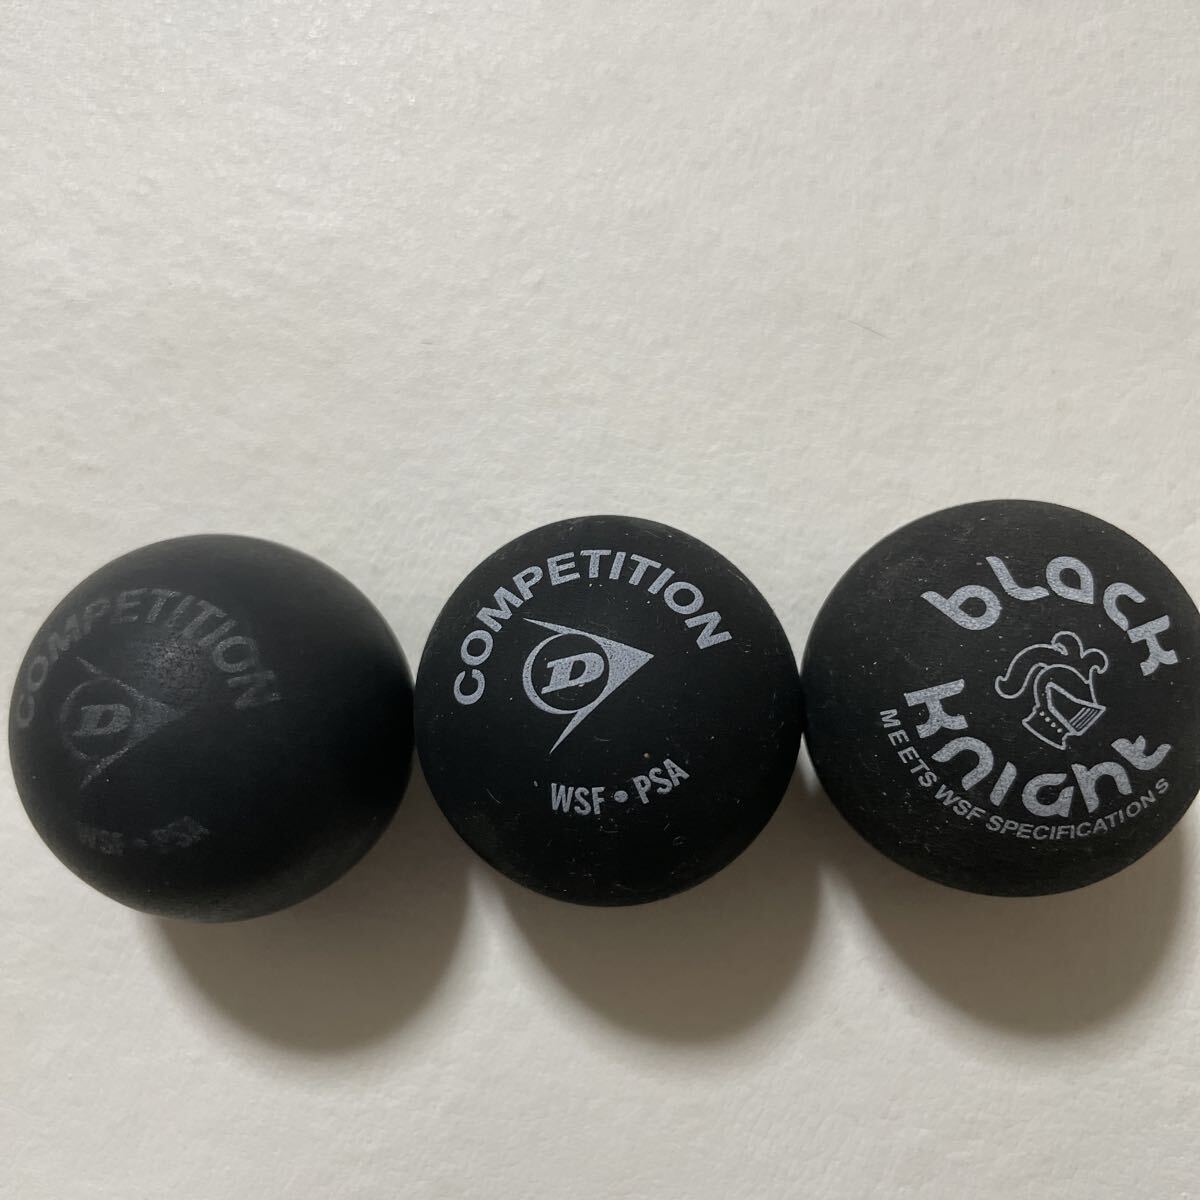 COMPETITION
D
WSF • PSA
COMPETITION
D
WSF • PSA
black
knight
MEETS WSF SPECIFICATIONS